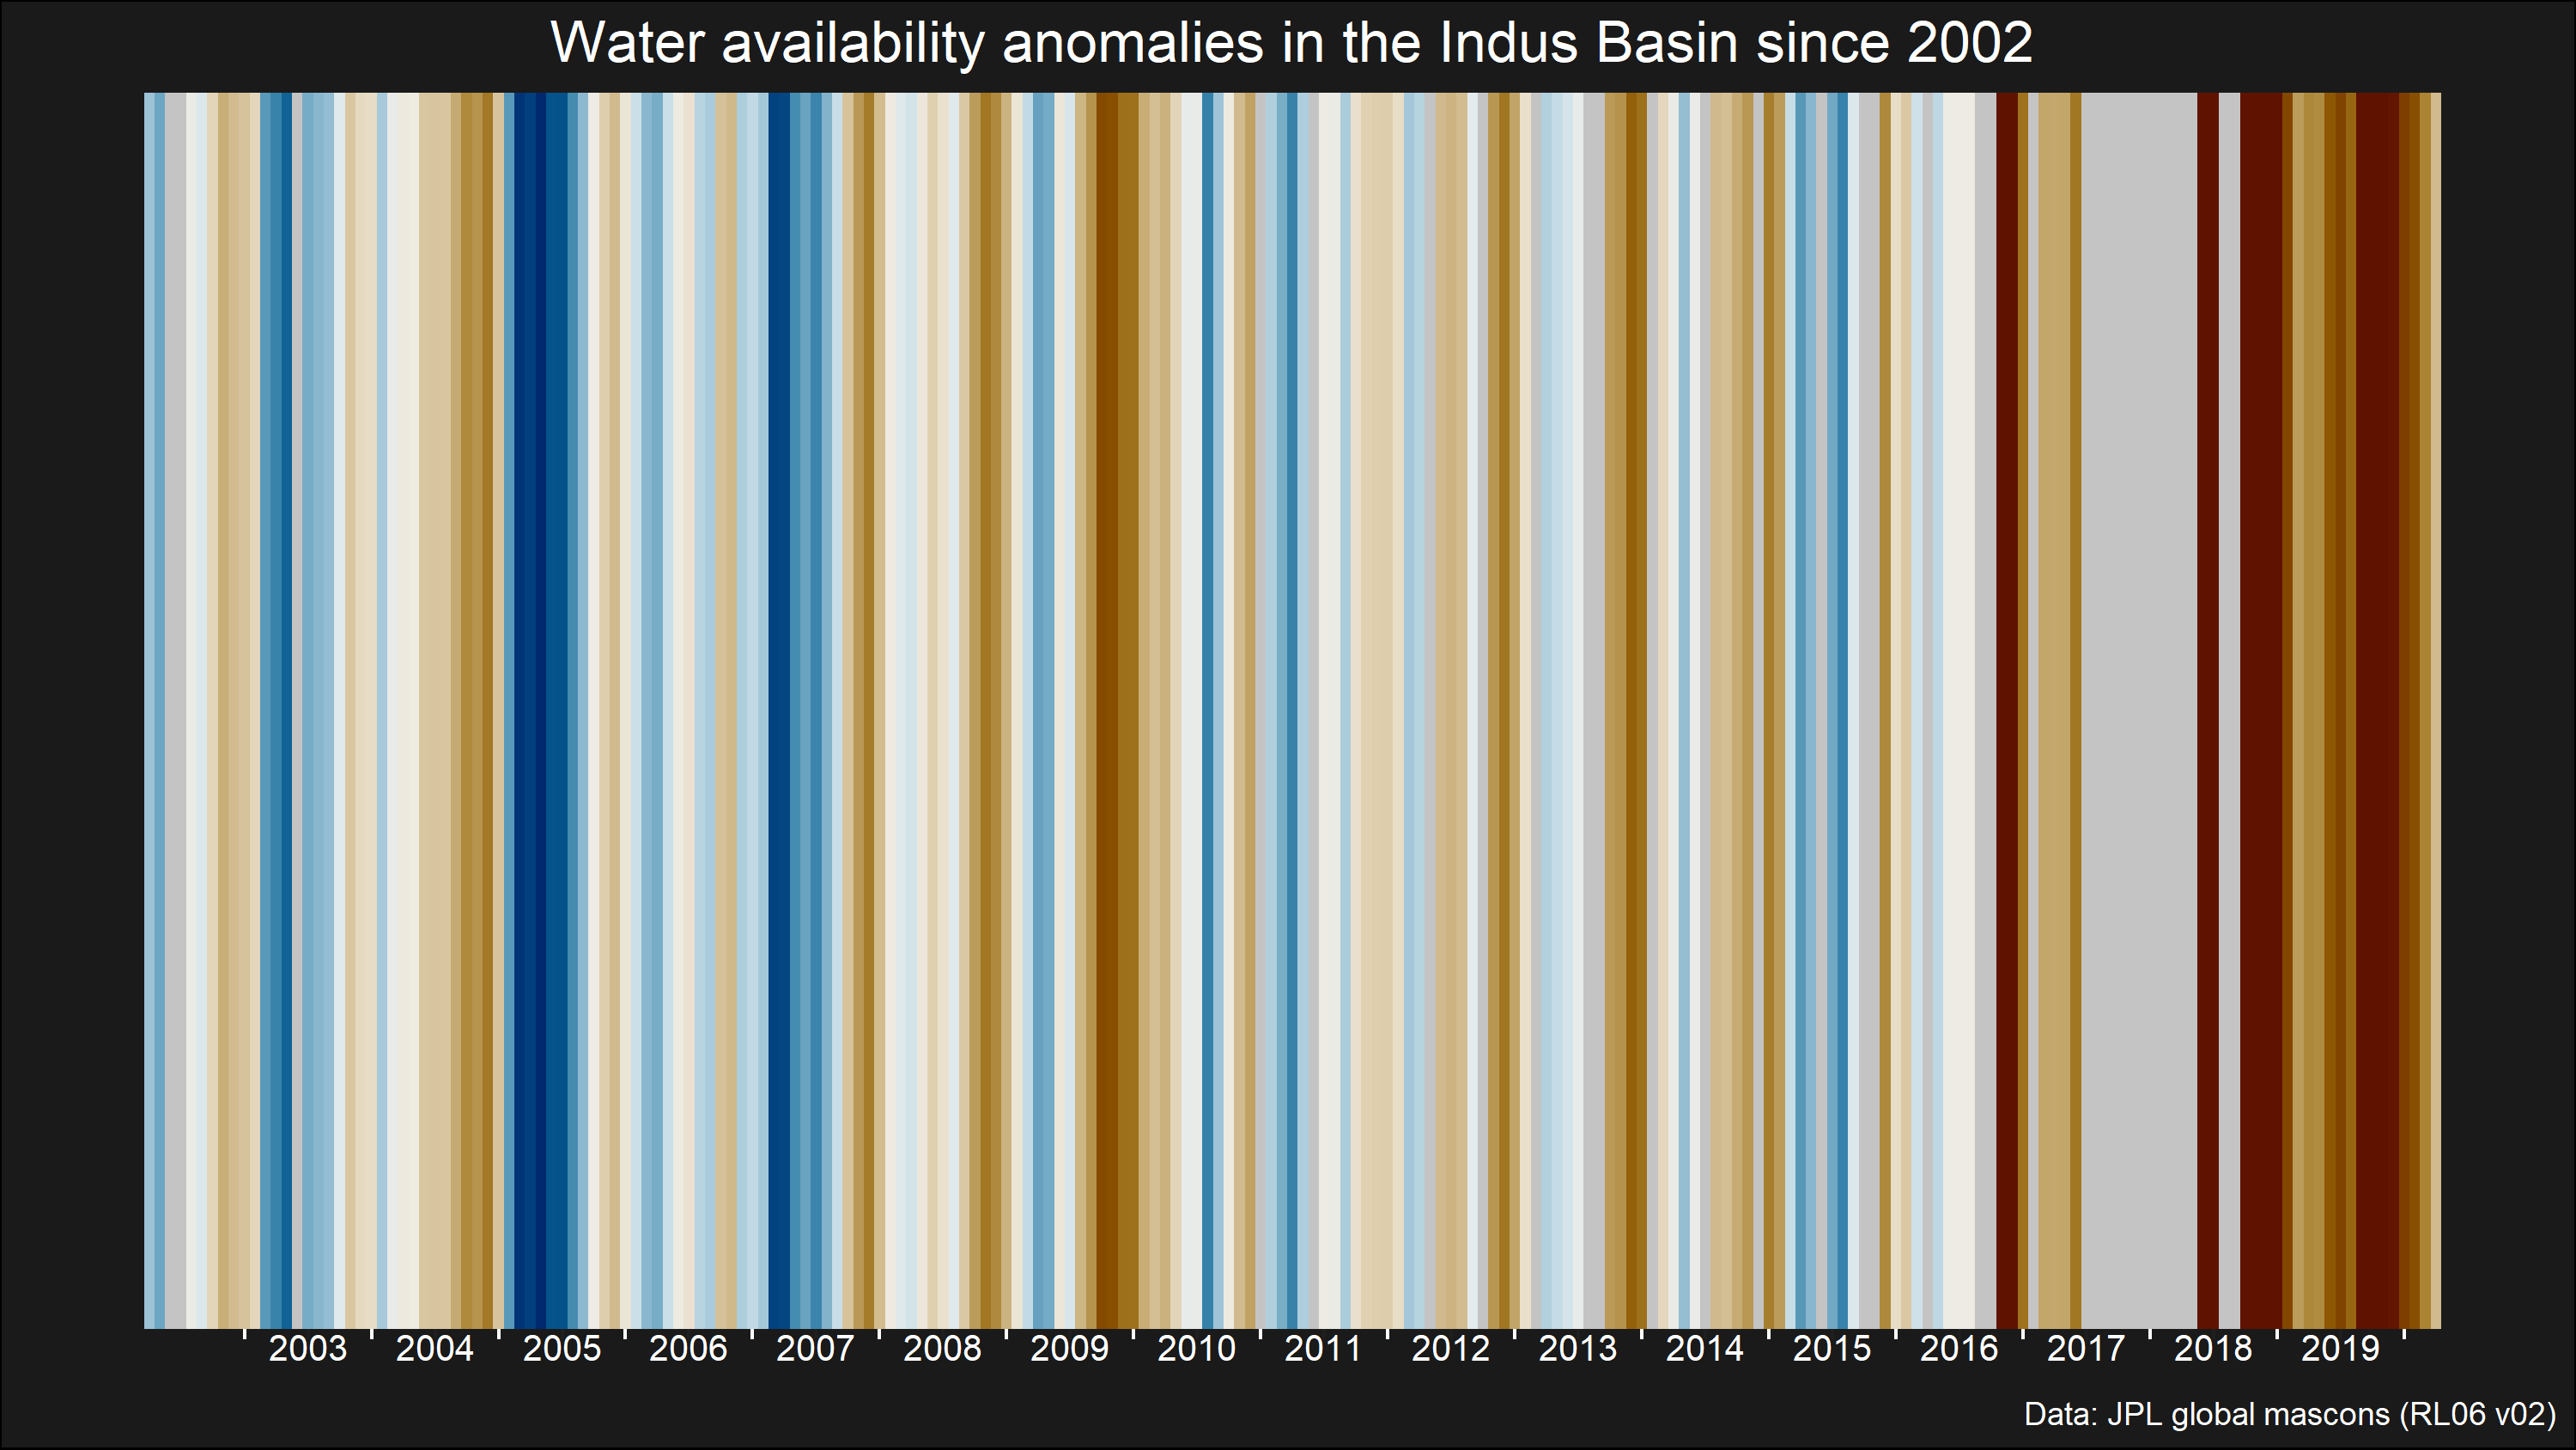 Water availability anomalies in the Indus Basin since 2002
2003 2004 2005 2006 2007 2008 2009 2010 2011 2012 2013 2014 2015 2016 2017 2018 2019
Data: JPL global mascons (RL06 v02)